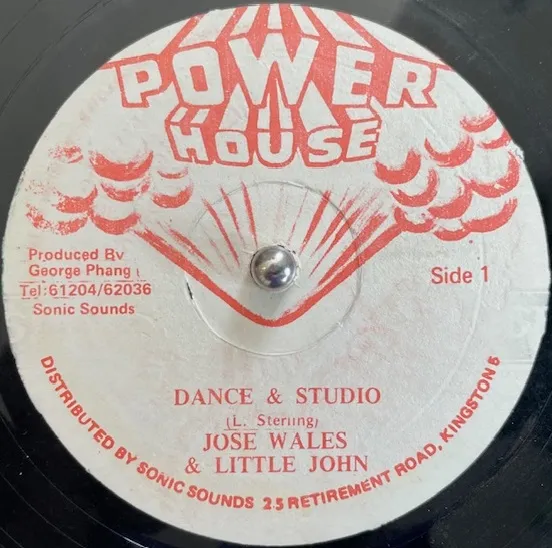 POWER
HOUSE
Produced By
George Phang
Tel:61204/62036
Sonic Sounds
Side 1
DANCE & STUDIO
(L. Sterling)
JOSE WALES
& LITTLE JOHN
DISTRIBUTED BY SONIC SOUNDS 25 RETIREMENT ROAD, KINGSTON 5